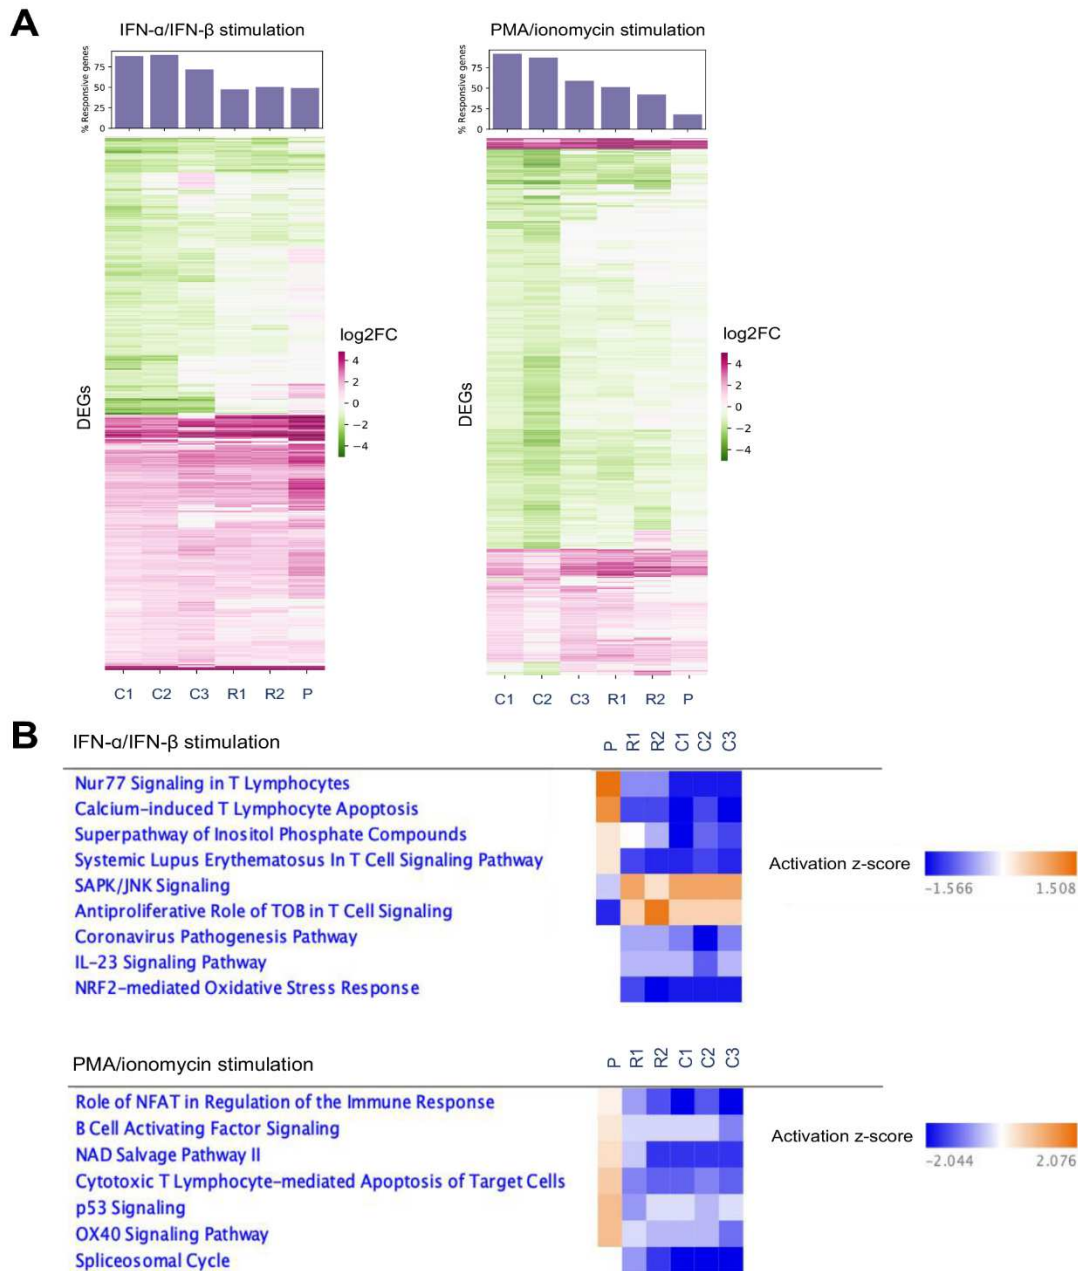 A
IFN-α/IFN-β stimulation
PMA/ionomycin stimulation
% Responsive genes
75
50
25
0
% Responsive genes
75
50
25
0
DEGs
log2FC
4
2
0
−2
−4
DEGs
log2FC
4
2
0
−2
−4
C1 C2 C3 R1 R2 P
C1 C2 C3 R1 R2 P
B
IFN-α/IFN-β stimulation
P R1 R2 C1 C2 C3
Nur77 Signaling in T Lymphocytes
Calcium-induced T Lymphocyte Apoptosis
Superpathway of Inositol Phosphate Compounds
Systemic Lupus Erythematosus In T Cell Signaling Pathway
SAPK/JNK Signaling
Antiproliferative Role of TOB in T Cell Signaling
Coronavirus Pathogenesis Pathway
IL-23 Signaling Pathway
NRF2-mediated Oxidative Stress Response
Activation z-score
-1.566 1.508
PMA/ionomycin stimulation
P R1 R2 C1 C2 C3
Role of NFAT in Regulation of the Immune Response
B Cell Activating Factor Signaling
NAD Salvage Pathway II
Cytotoxic T Lymphocyte-mediated Apoptosis of Target Cells
p53 Signaling
OX40 Signaling Pathway
Spliceosomal Cycle
Activation z-score
-2.044 2.076